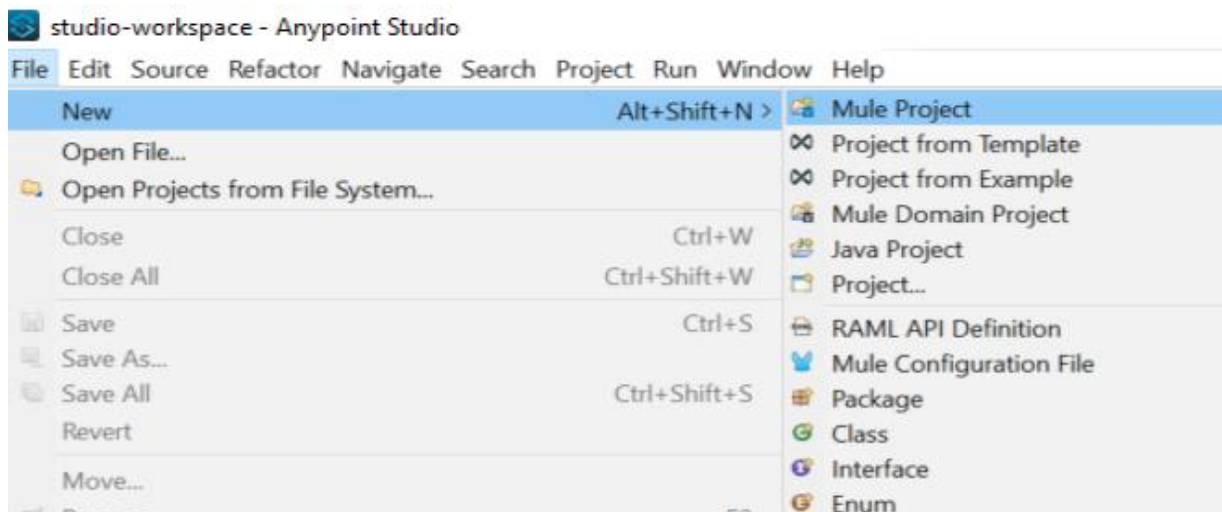 studio-workspace - Anypoint Studio
File Edit Source Refactor Navigate Search Project Run Window Help
New Alt+Shift+N >
Open File...
Open Projects from File System...
Close Ctrl+W
Close All Ctrl+Shift+W
Save Ctrl+S
Save As...
Save All Ctrl+Shift+S
Revert
Move...
Mule Project
Project from Template
Project from Example
Mule Domain Project
Java Project
Project...
RAML API Definition
Mule Configuration File
Package
Class
Interface
Enum